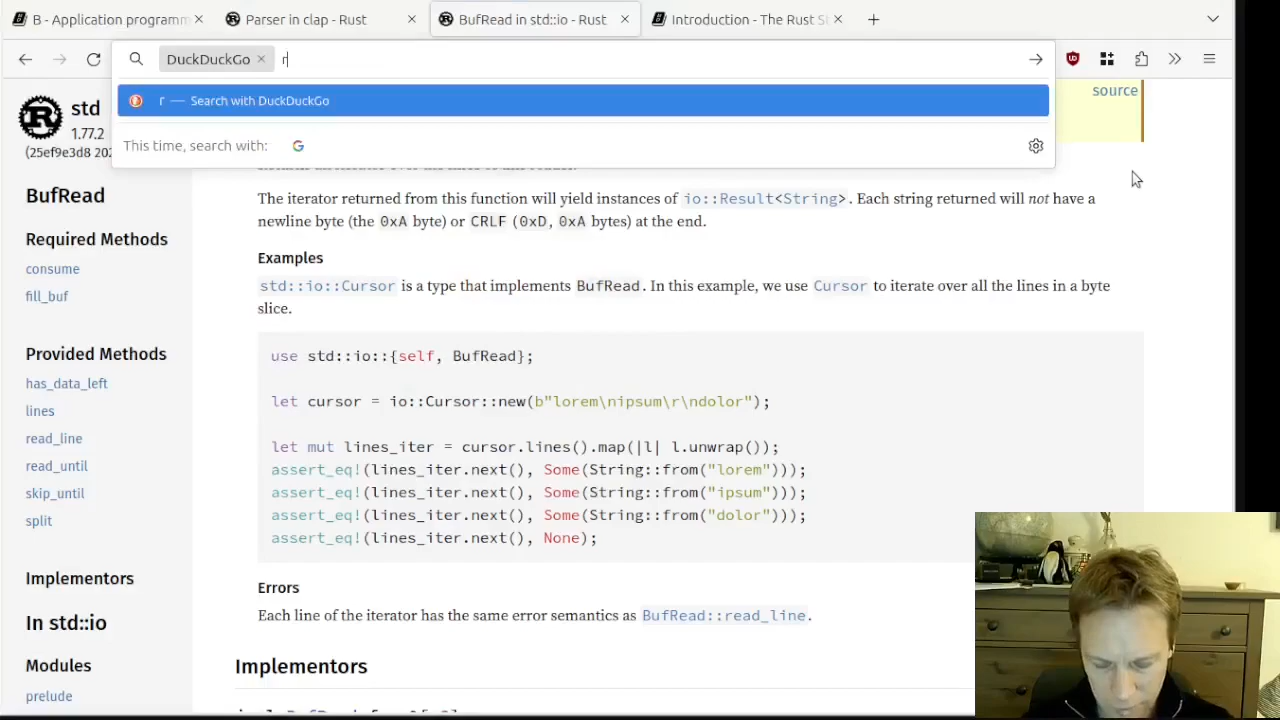 B - Application programm
Parser in clap - Rust
BufRead in std::io - Rust
Introduction - The Rust S
DuckDuckGo r
r — Search with DuckDuckGo
This time, search with:
source
std
1.77.2
(25ef9e3d8 202
BufRead
Required Methods
consume
fill_buf
Provided Methods
has_data_left
lines
read_line
read_until
skip_until
split
Implementors
In std::io
Modules
prelude
The iterator returned from this function will yield instances of io::Result<String>. Each string returned will not have a
newline byte (the 0xA byte) or CRLF (0xD, 0xA bytes) at the end.
Examples
std::io::Cursor is a type that implements BufRead. In this example, we use Cursor to iterate over all the lines in a byte
slice.
use std::io::{self, BufRead};
let cursor = io::Cursor::new(b"lorem\nipsum\r\ndolor");
let mut lines_iter = cursor.lines().map(|l| l.unwrap());
assert_eq!(lines_iter.next(), Some(String::from("lorem")));
assert_eq!(lines_iter.next(), Some(String::from("ipsum")));
assert_eq!(lines_iter.next(), Some(String::from("dolor")));
assert_eq!(lines_iter.next(), None);
Errors
Each line of the iterator has the same error semantics as BufRead::read_line.
Implementors